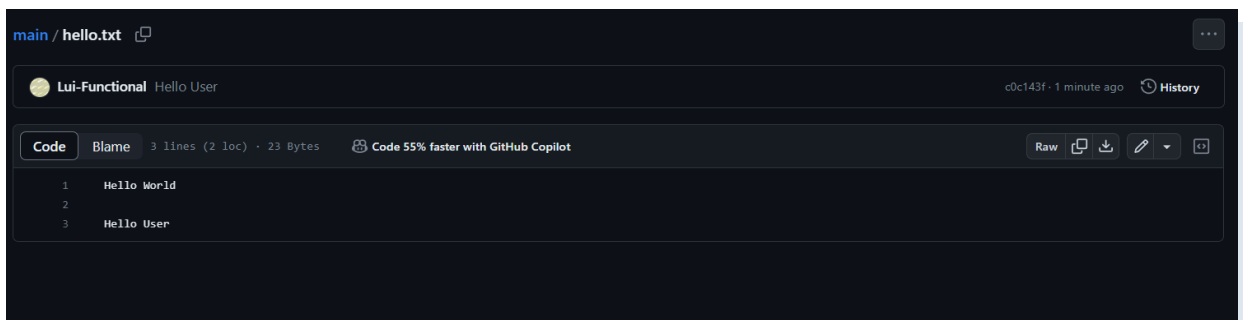 main / hello.txt
Lui-Functional Hello User c0c143f · 1 minute ago History
Code Blame 3 lines (2 loc) · 23 Bytes Code 55% faster with GitHub Copilot Raw
1 Hello World
2
3 Hello User